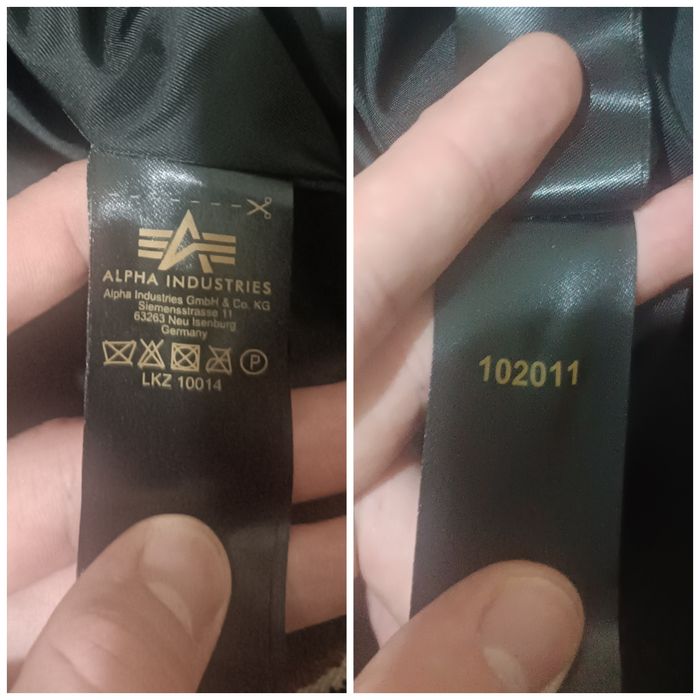 ALPHA INDUSTRIES
Alpha Industries GmbH & Co. KG
Siemensstrasse 11
63263 Neu Isenburg
Germany
P
LKZ 10014
102011